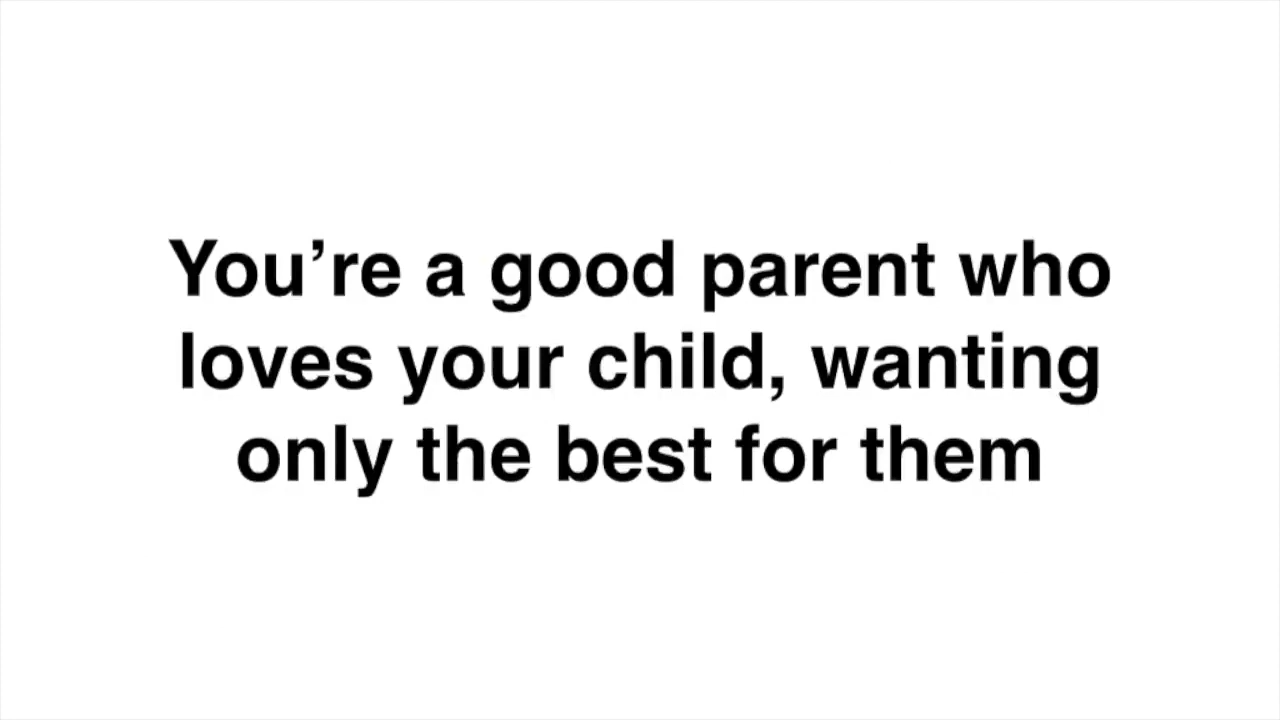 You’re a good parent who
loves your child, wanting
only the best for them